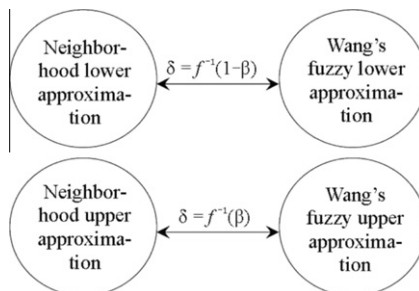 Neighbor-
hood lower
approxima-
tion
δ = f⁻¹(1-β)
Wang's
fuzzy lower
approxima-
tion
Neighbor-
hood upper
approxima-
tion
δ = f⁻¹(β)
Wang's
fuzzy upper
approxima-
tion